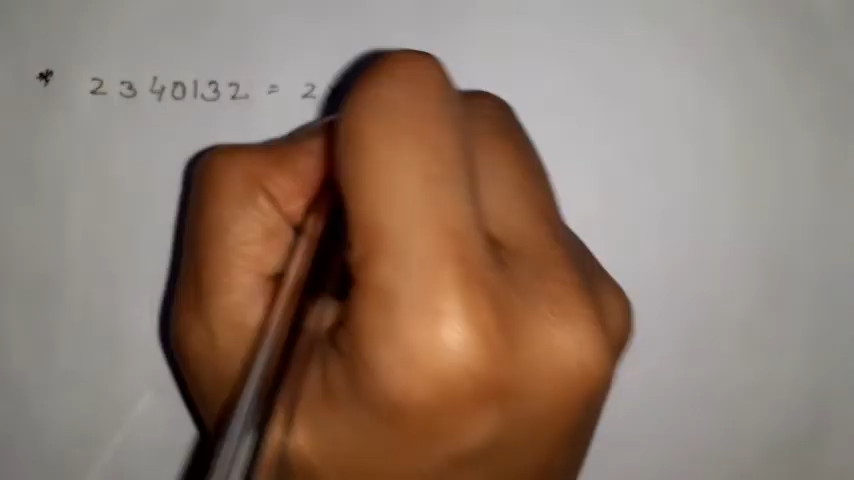 * 2340132 = 2